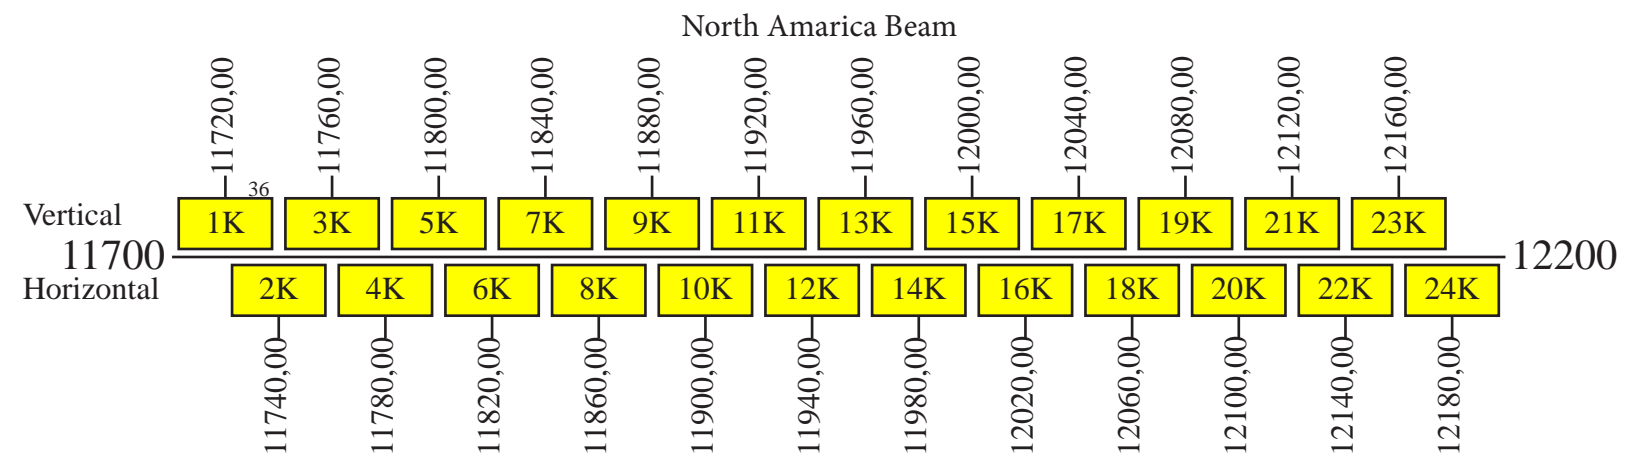 North Amarica Beam
11720,00 11760,00 11800,00 11840,00 11880,00 11920,00 11960,00 12000,00 12040,00 12080,00 12120,00 12160,00
36
Vertical 1K 3K 5K 7K 9K 11K 13K 15K 17K 19K 21K 23K
11700 12200
Horizontal 2K 4K 6K 8K 10K 12K 14K 16K 18K 20K 22K 24K
11740,00 11780,00 11820,00 11860,00 11900,00 11940,00 11980,00 12020,00 12060,00 12100,00 12140,00 12180,00